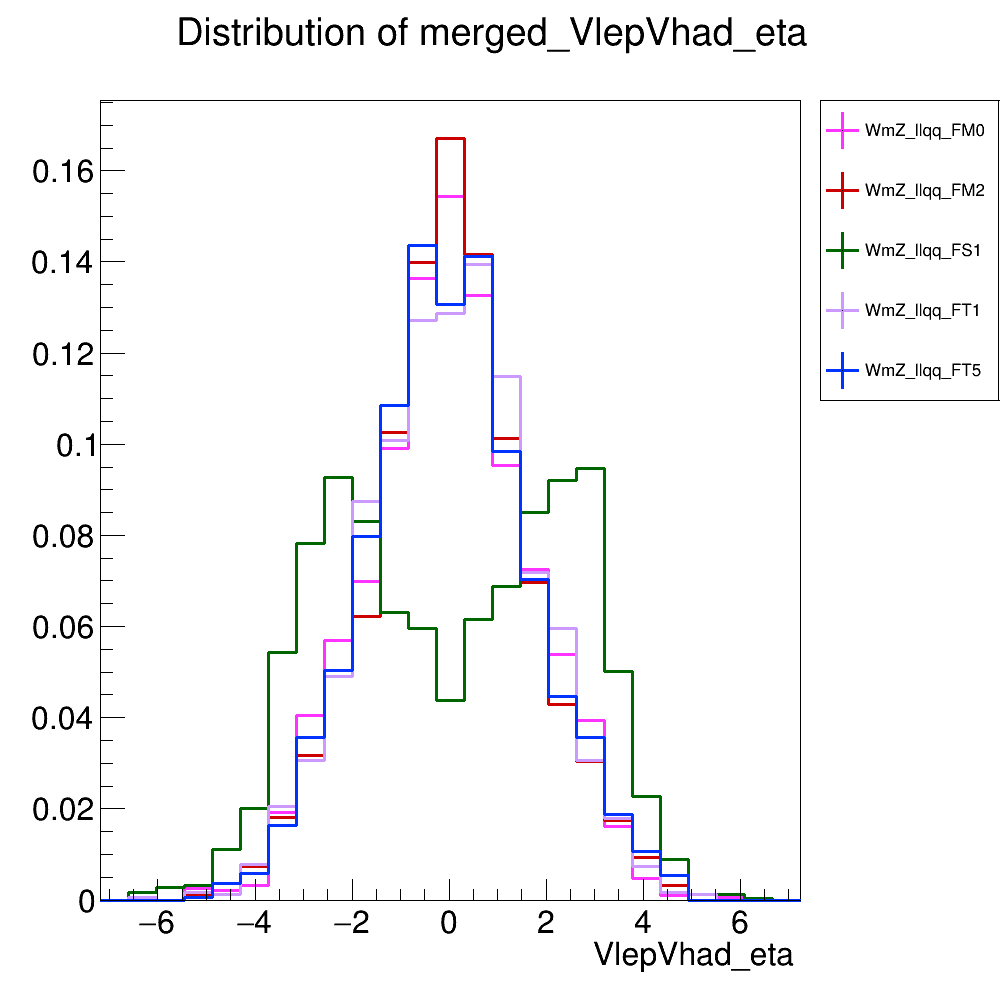 Distribution of merged_VlepVhad_eta
WmZ_llqq_FM0
WmZ_llqq_FM2
WmZ_llqq_FS1
WmZ_llqq_FT1
WmZ_llqq_FT5
0.16
0.14
0.12
0.1
0.08
0.06
0.04
0.02
0
−6 −4 −2 0 2 4 6
VlepVhad_eta